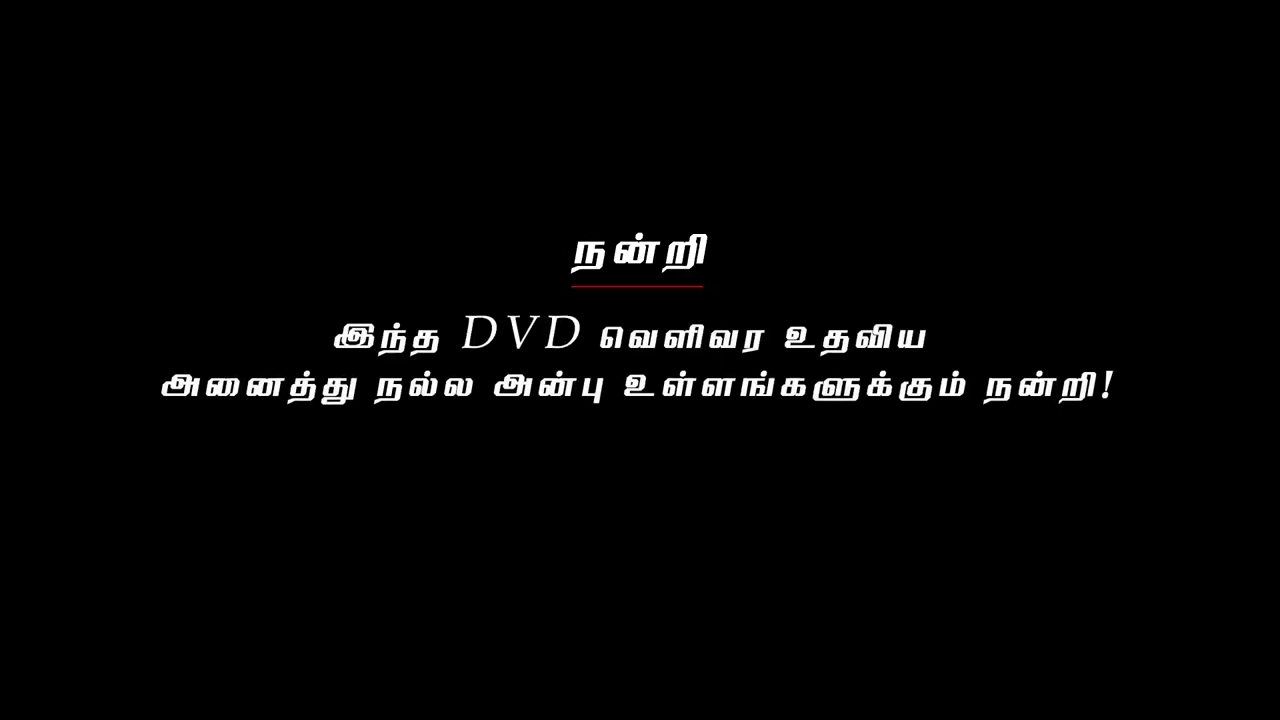 நன்றி
இந்த DVD வெளிவர உதவிய
அனைத்து நல்ல அன்பு உள்ளங்களுக்கும் நன்றி!